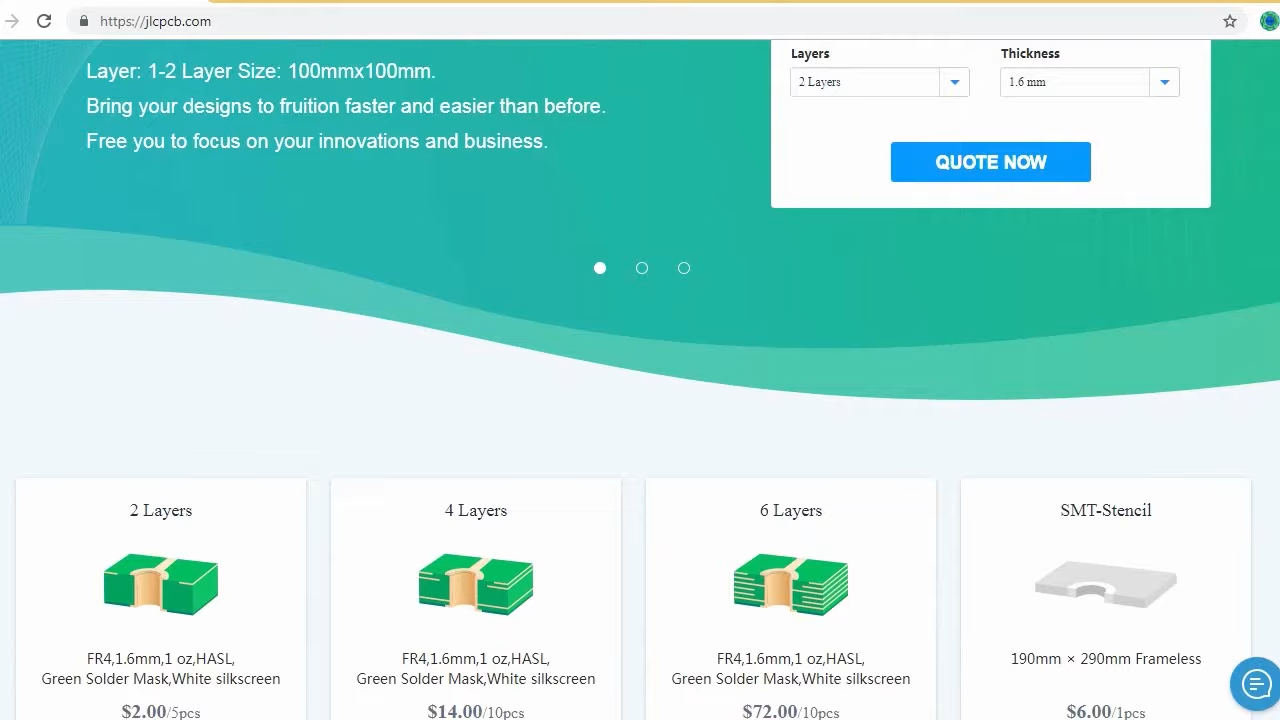 https://jlcpcb.com
Layer: 1-2 Layer Size: 100mmx100mm.
Bring your designs to fruition faster and easier than before.
Free you to focus on your innovations and business.
Layers
Thickness
2 Layers
1.6 mm
QUOTE NOW
2 Layers
FR4,1.6mm,1 oz,HASL,
Green Solder Mask,White silkscreen
$2.00/5pcs
4 Layers
FR4,1.6mm,1 oz,HASL,
Green Solder Mask,White silkscreen
$14.00/10pcs
6 Layers
FR4,1.6mm,1 oz,HASL,
Green Solder Mask,White silkscreen
$72.00/10pcs
SMT-Stencil
190mm × 290mm Frameless
$6.00/1pcs